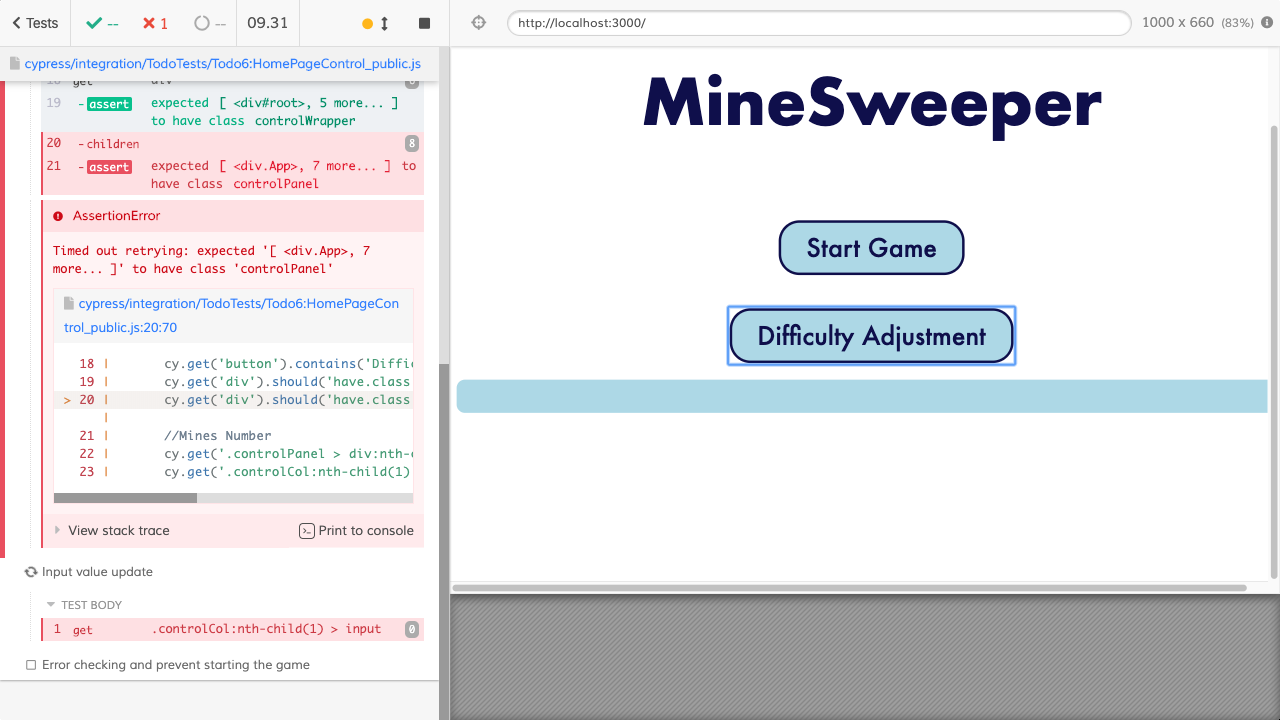 Tests
--
1
--
09.31
http://localhost:3000/
1000 x 660 (83%)
cypress/integration/TodoTests/Todo6:HomePageControl_public.js
18 get div
19 -assert expected [ <div#root>, 5 more... ]
to have class controlWrapper
20 -children 8
21 -assert expected [ <div.App>, 7 more... ] to
have class controlPanel
AssertionError
Timed out retrying: expected '[ <div.App>, 7
more... ]' to have class 'controlPanel'
cypress/integration/TodoTests/Todo6:HomePageCon
trol_public.js:20:70
18 | cy.get('button').contains('Diffi
19 | cy.get('div').should('have.class
> 20 | cy.get('div').should('have.class
|
21 | //Mines Number
22 | cy.get('.controlPanel > div:nth-c
23 | cy.get('.controlCol:nth-child(1)
View stack trace
Print to console
Input value update
TEST BODY
1 get .controlCol:nth-child(1) > input 0
Error checking and prevent starting the game
MineSweeper
Start Game
Difficulty Adjustment